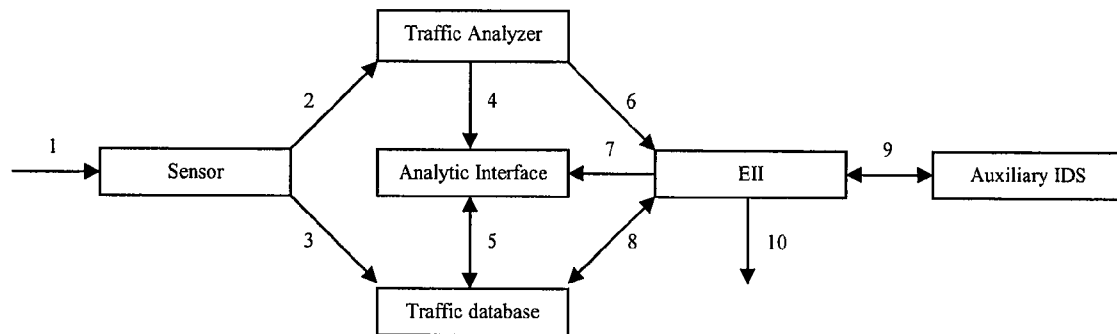 Traffic Analyzer
2
4
6
1
Sensor
Analytic Interface
7
EII
9
Auxiliary IDS
3
5
8
10
Traffic database